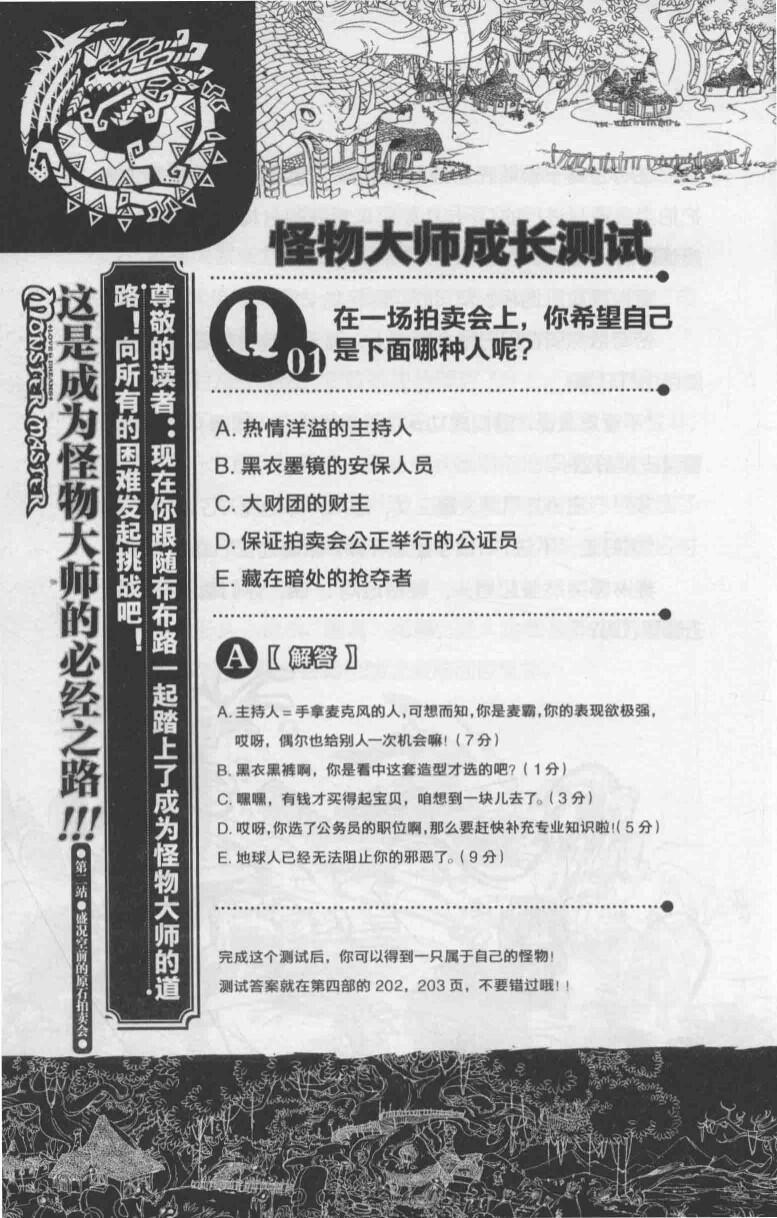 怪物大师成长测试
Q01
在一场拍卖会上，你希望自己
是下面哪种人呢？
A. 热情洋溢的主持人
B. 黑衣墨镜的安保人员
C. 大财团的财主
D. 保证拍卖会公正举行的公证员
E. 藏在暗处的抢夺者
A【解答】
A. 主持人=手拿麦克风的人，可想而知，你是麦霸，你的表现欲极强，
哎呀，偶尔也给别人一次机会嘛！（7分）
B. 黑衣黑裤啊，你是看中这套造型才选的吧？（1分）
C. 嘿嘿，有钱才买得起宝贝，咱想到一块儿去了。（3分）
D. 哎呀，你选了公务员的职位啊，那么要赶快补充专业知识啦!（5分）
E. 地球人已经无法阻止你的邪恶了。（9分）
完成这个测试后，你可以得到一只属于自己的怪物！
测试答案就在第四部的202，203页，不要错过哦！！
尊敬的读者：现在你跟随布布路一起踏上了成为怪物大师的道
路！向所有的困难发起挑战吧！
这是成为怪物大师的必经之路!!!
LOVE & DREAMS
MONSTER MASTER
●第二站●盛况空前的原石拍卖会●